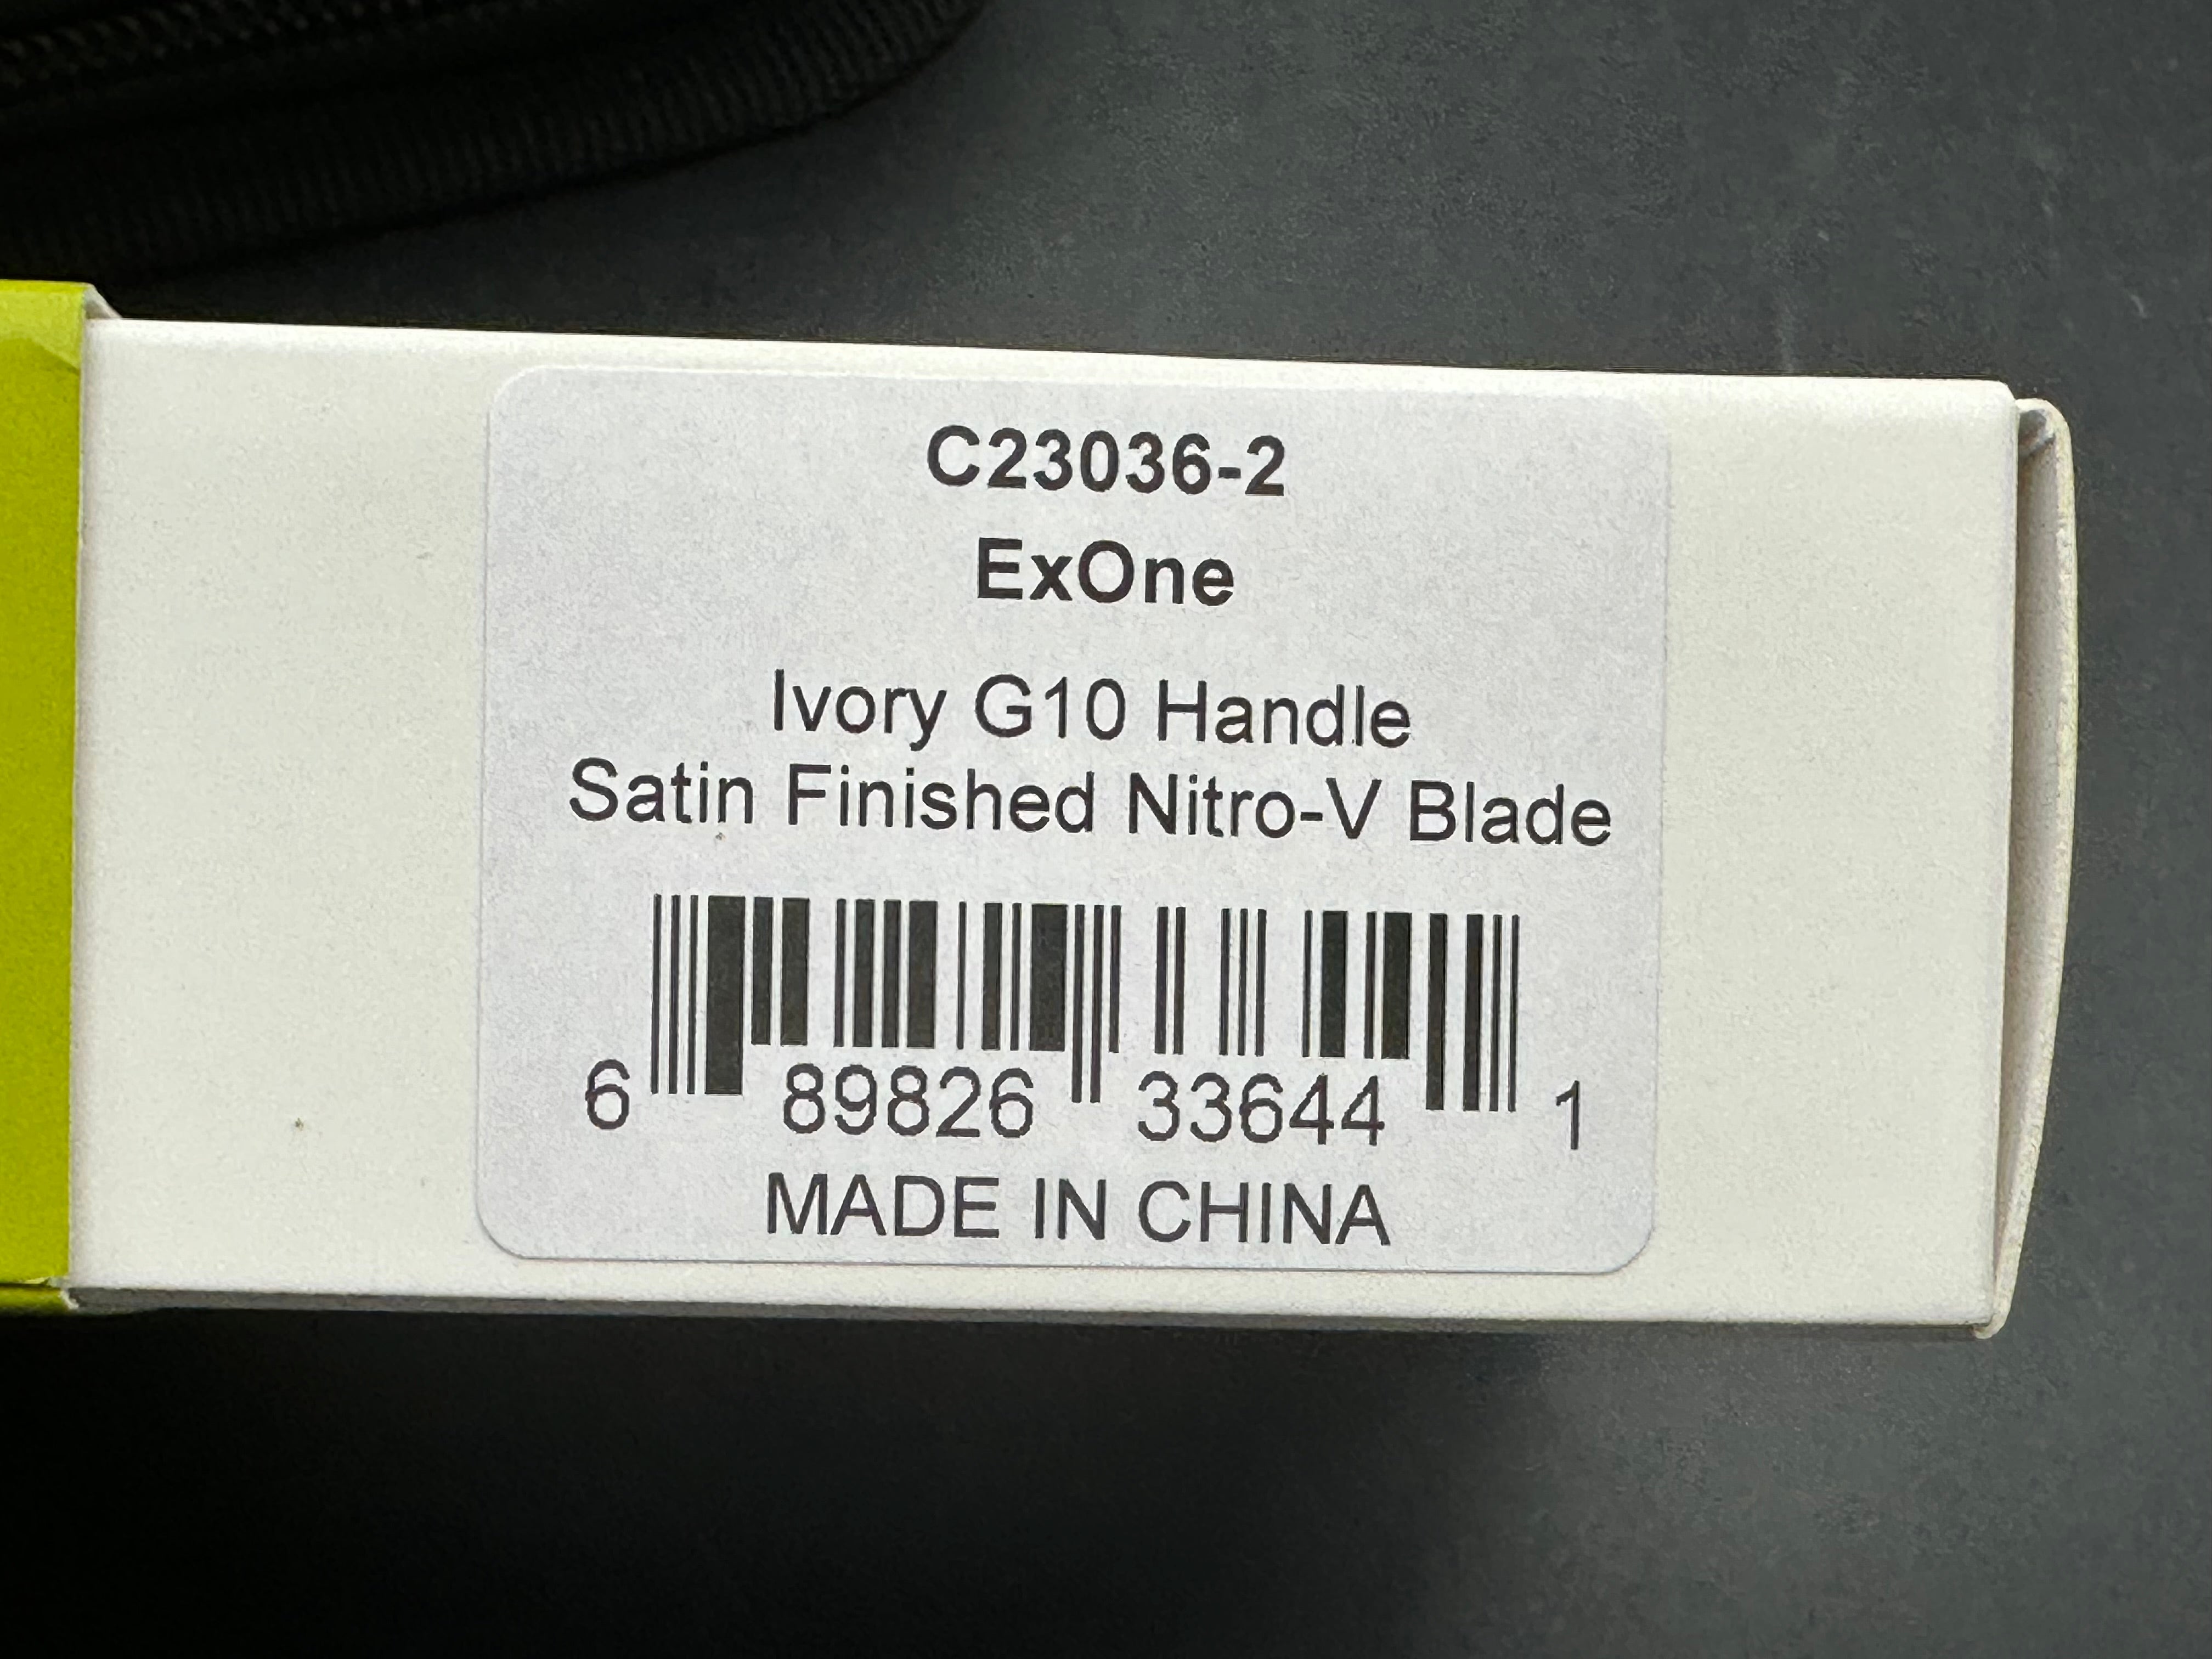 C23036-2
ExOne
Ivory G10 Handle
Satin Finished Nitro-V Blade
6 89826 33644 1
MADE IN CHINA